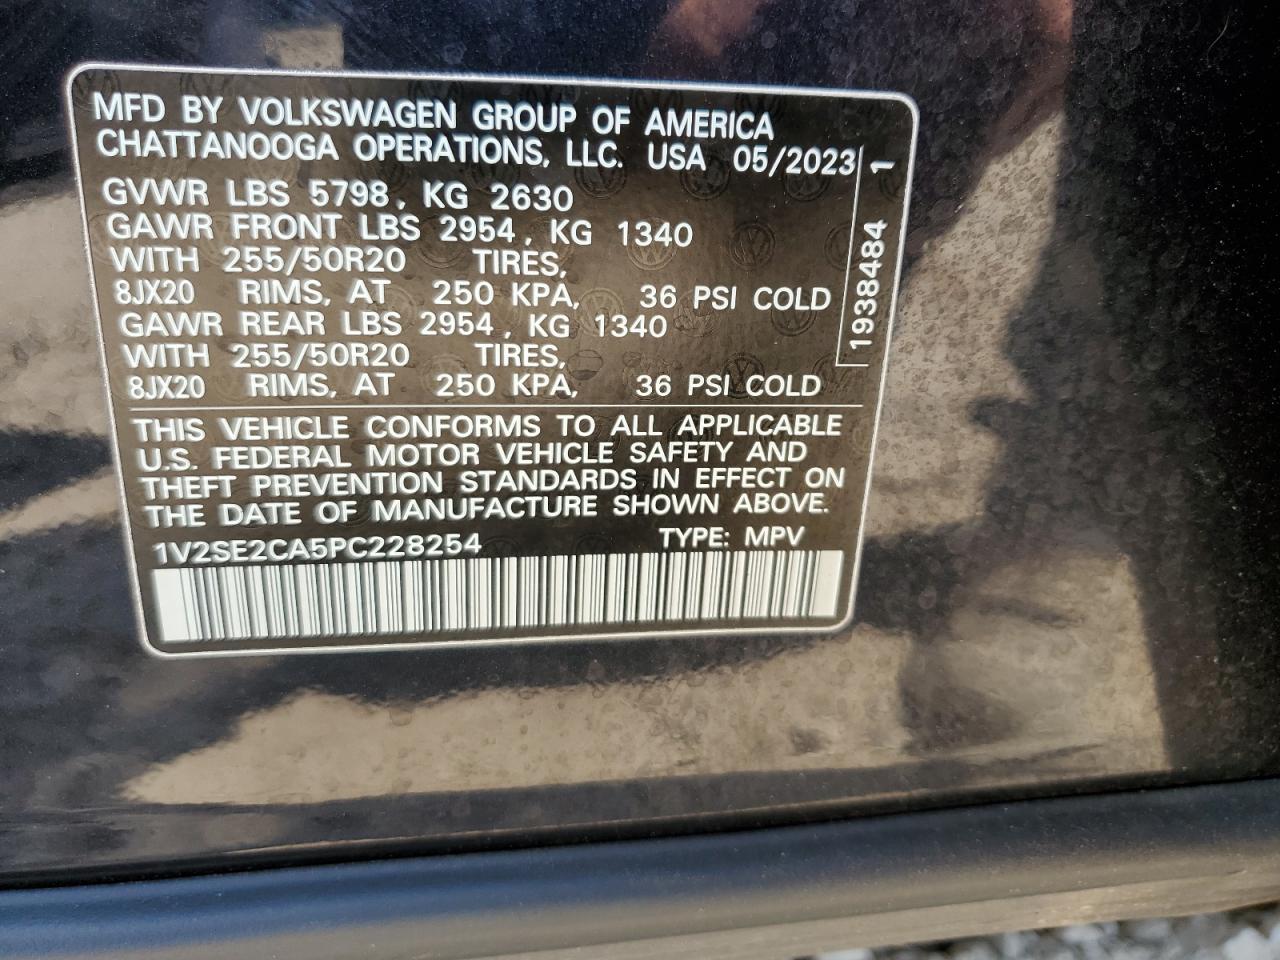 MFD BY VOLKSWAGEN GROUP OF AMERICA
CHATTANOOGA OPERATIONS, LLC. USA 05/2023
GVWR LBS 5798, KG 2630
GAWR FRONT LBS 2954, KG 1340
WITH 255/50R20 TIRES,
8JX20 RIMS, AT 250 KPA, 36 PSI COLD
GAWR REAR LBS 2954, KG 1340
WITH 255/50R20 TIRES,
8JX20 RIMS, AT 250 KPA, 36 PSI COLD
1938484 1
THIS VEHICLE CONFORMS TO ALL APPLICABLE
U.S. FEDERAL MOTOR VEHICLE SAFETY AND
THEFT PREVENTION STANDARDS IN EFFECT ON
THE DATE OF MANUFACTURE SHOWN ABOVE.
1V2SE2CA5PC228254 TYPE: MPV